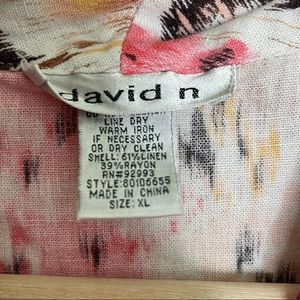 david n
LINE DRY
WARM IRON
IF NECESSARY
OR DRY CLEAN
SHELL: 61%LINEN
39%RAYON
RN#92993
STYLE:80105655
MADE IN
CHINA
SIZE: XL